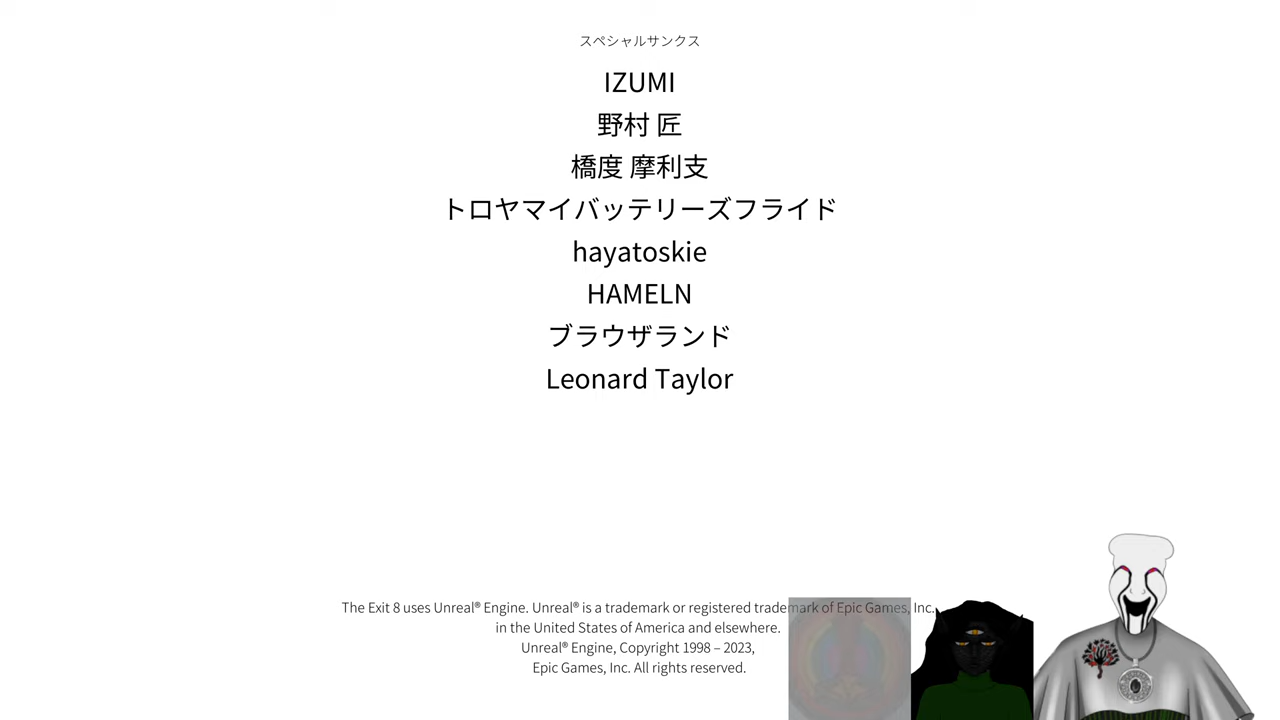 スペシャルサンクス
IZUMI
野村 匠
橋度 摩利支
トロヤマイバッテリーズフライド
hayatoskie
HAMELN
ブラウザランド
Leonard Taylor
The Exit 8 uses Unreal® Engine. Unreal® is a trademark or registered trademark of Epic Games, Inc.
in the United States of America and elsewhere.
Unreal® Engine, Copyright 1998 – 2023,
Epic Games, Inc. All rights reserved.